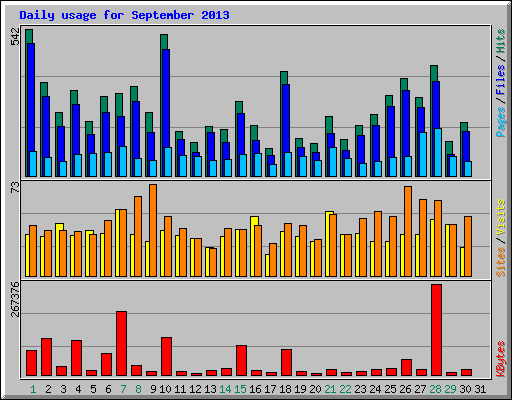 Daily usage for September 2013
542
Pages / Files / Hits
73
Sites / Visits
267376
KBytes
1 2 3 4 5 6 7 8 9 10 11 12 13 14 15 16 17 18 19 20 21 22 23 24 25 26 27 28 29 30 31